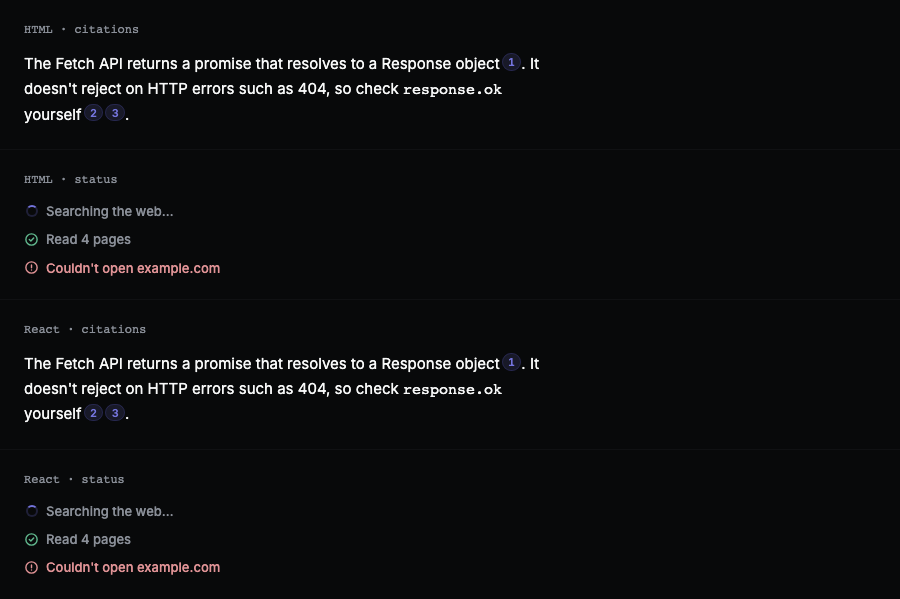 HTML · citations
The Fetch API returns a promise that resolves to a Response object 1 . It
doesn't reject on HTTP errors such as 404, so check response.ok
yourself 2 3 .
HTML · status
Searching the web...
Read 4 pages
Couldn't open example.com
React · citations
The Fetch API returns a promise that resolves to a Response object 1 . It
doesn't reject on HTTP errors such as 404, so check response.ok
yourself 2 3 .
React · status
Searching the web...
Read 4 pages
Couldn't open example.com